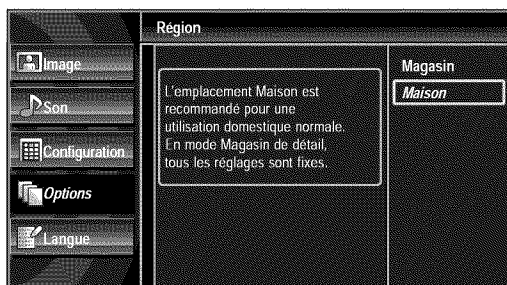 Région
Image
Son
Configuration
Options
Langue
L'emplacement Maison est
recommandé pour une
utilisation domestique normale.
En mode Magasin de détail,
tous les réglages sont fixes.
Magasin
Maison